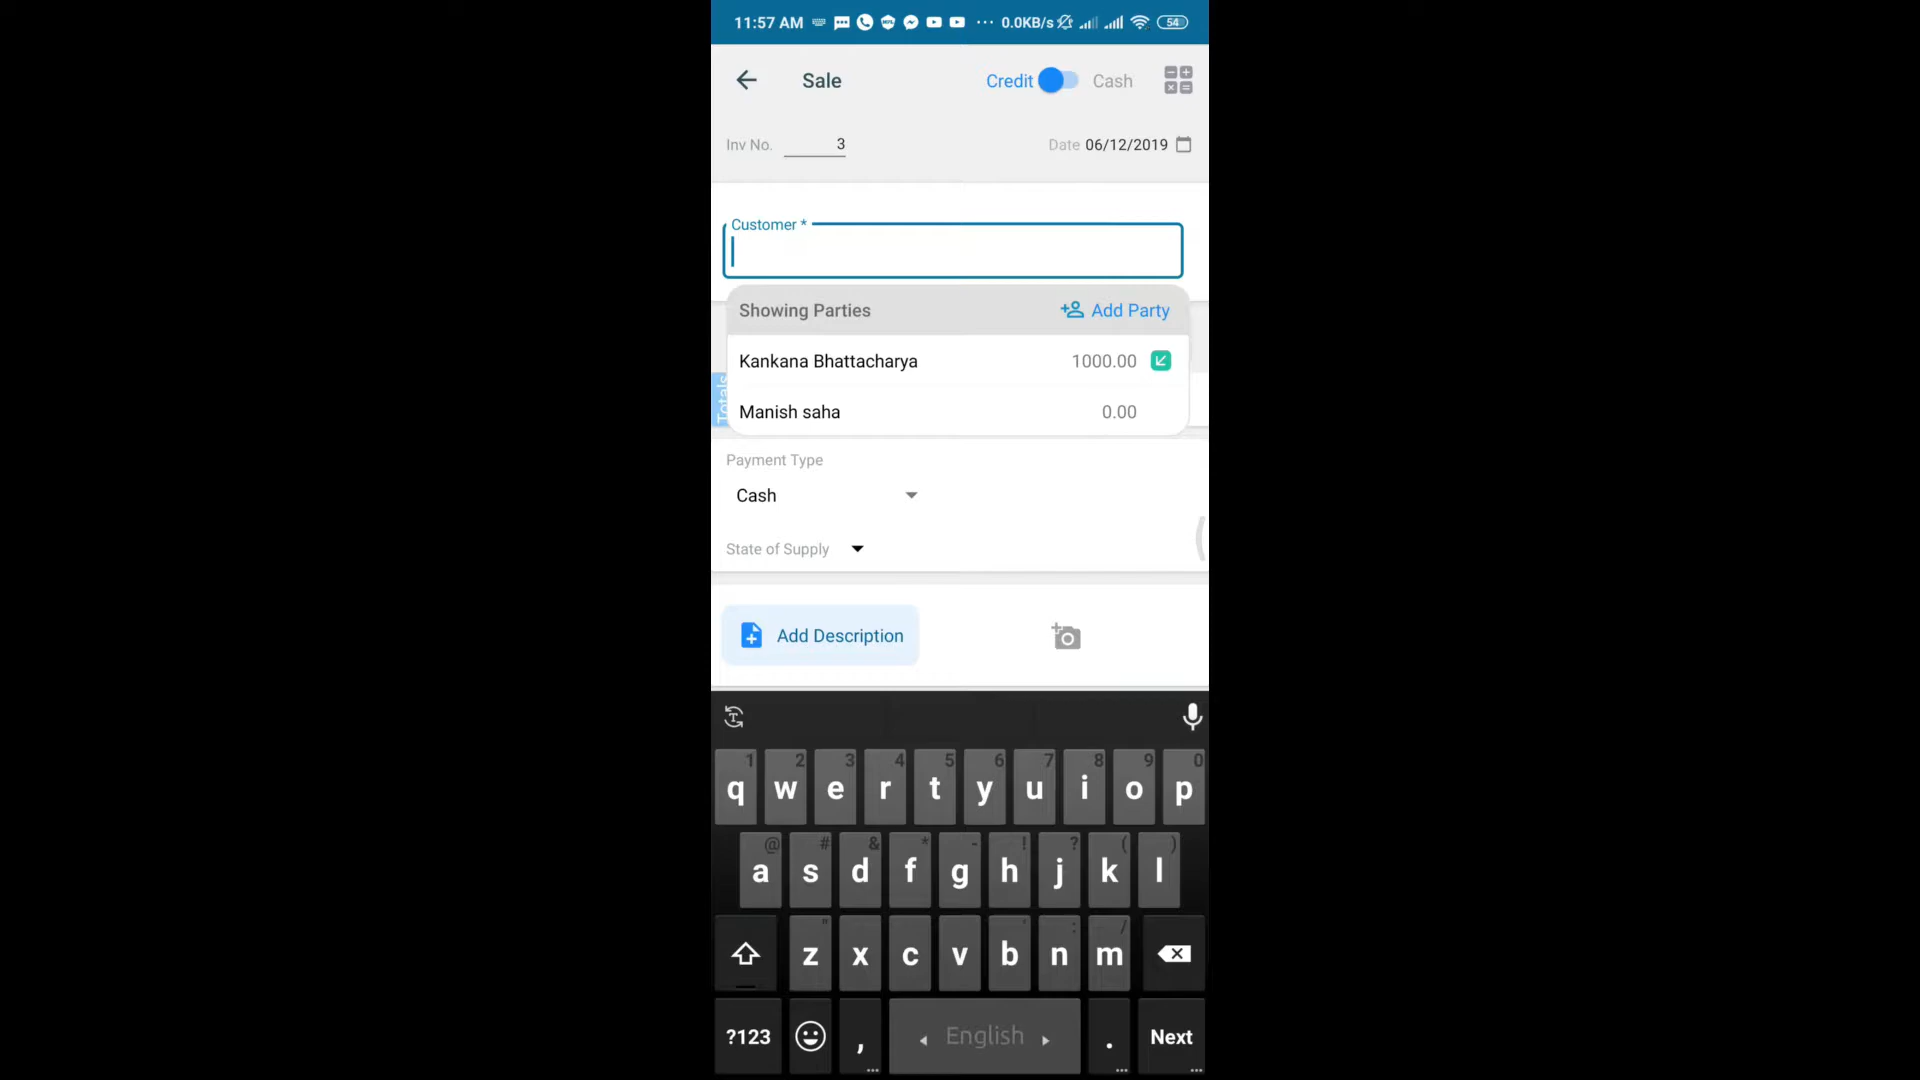 11:57 AM ... 0.0KB/s 54
Sale Credit Cash
Inv No. 3 Date 06/12/2019
Customer *
Showing Parties Add Party
Kankana Bhattacharya 1000.00
Totals
Manish saha 0.00
Payment Type
Cash
State of Supply
Add Description
1 2 3 4 5 6 7 8 9 0
q w e r t y u i o p
@ # & * - ! ? ( )
a s d f g h j k l
" ' : /
z x c v b n m
?123 , English . Next